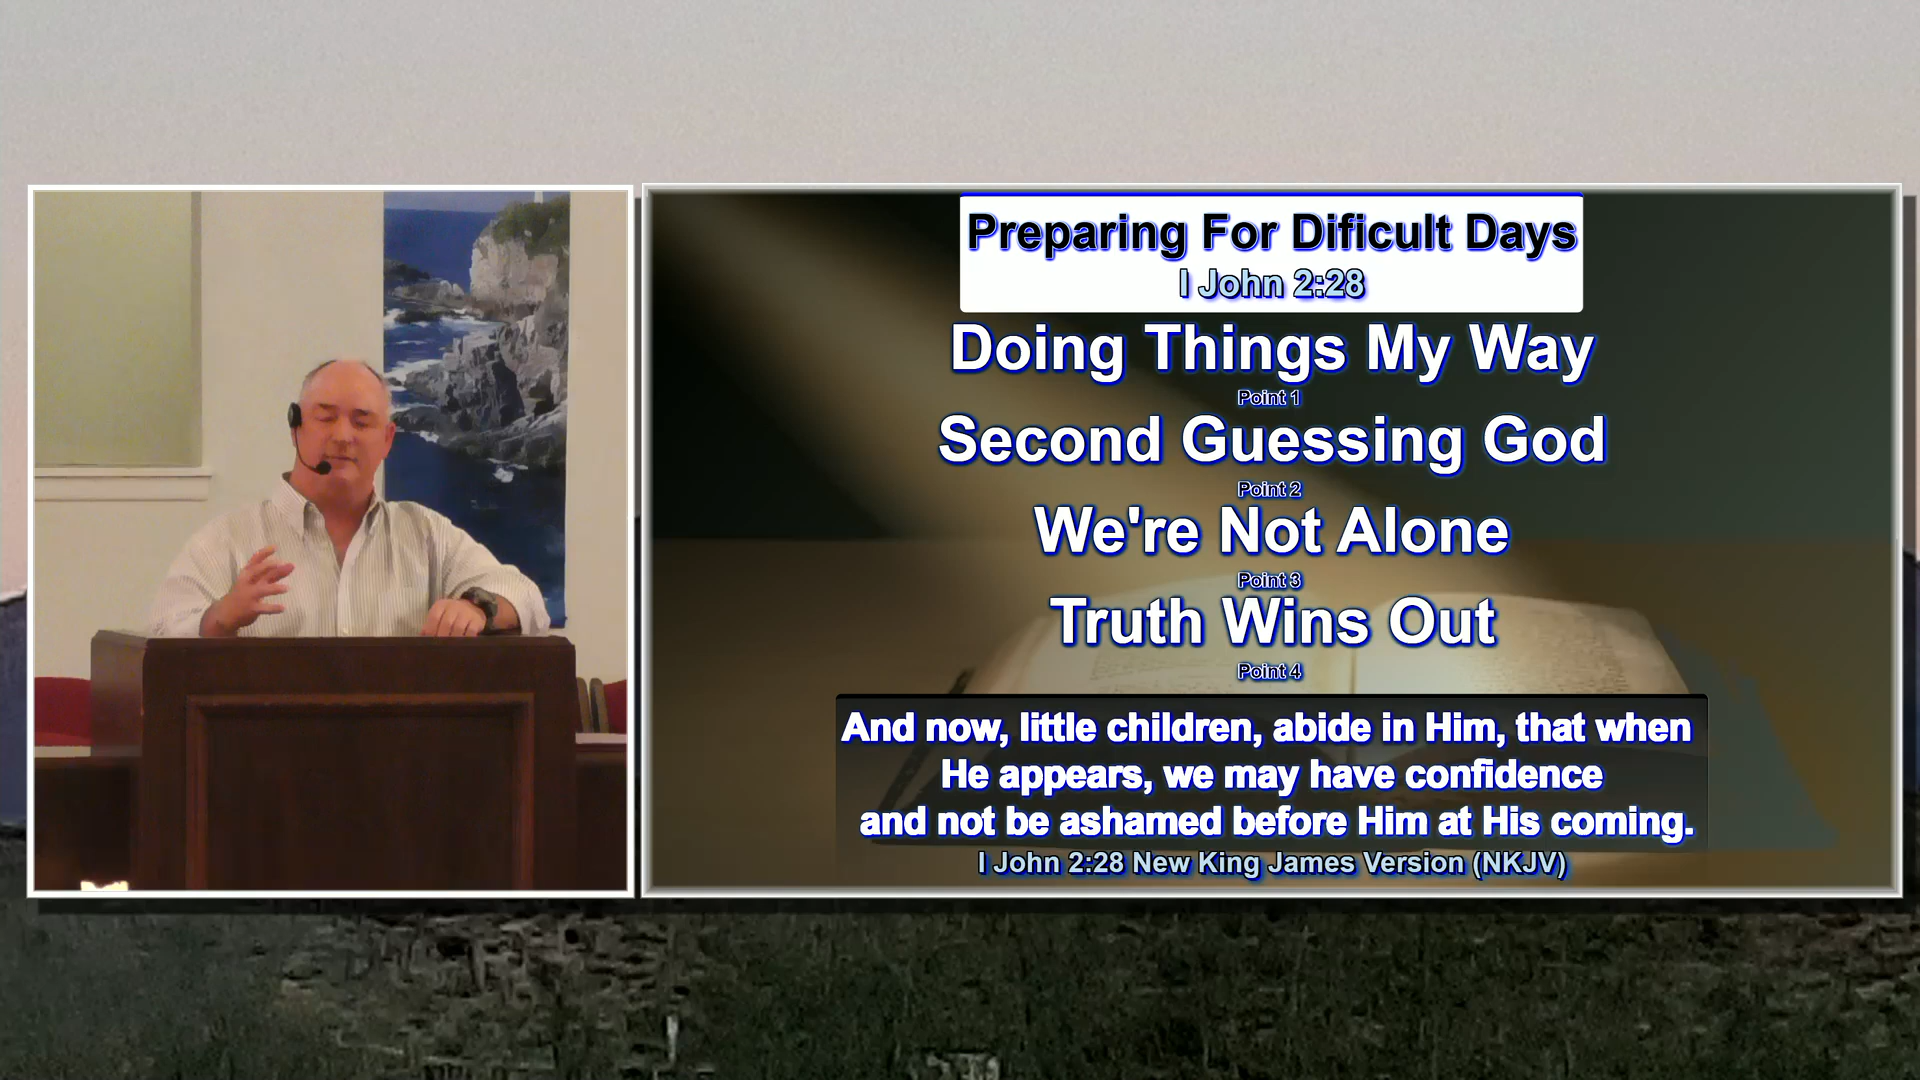 Preparing For Dificult Days
I John 2:28
Doing Things My Way
Point 1
Second Guessing God
Point 2
We're Not Alone
Point 3
Truth Wins Out
Point 4
And now, little children, abide in Him, that when
He appears, we may have confidence
and not be ashamed before Him at His coming.
I John 2:28 New King James Version (NKJV)